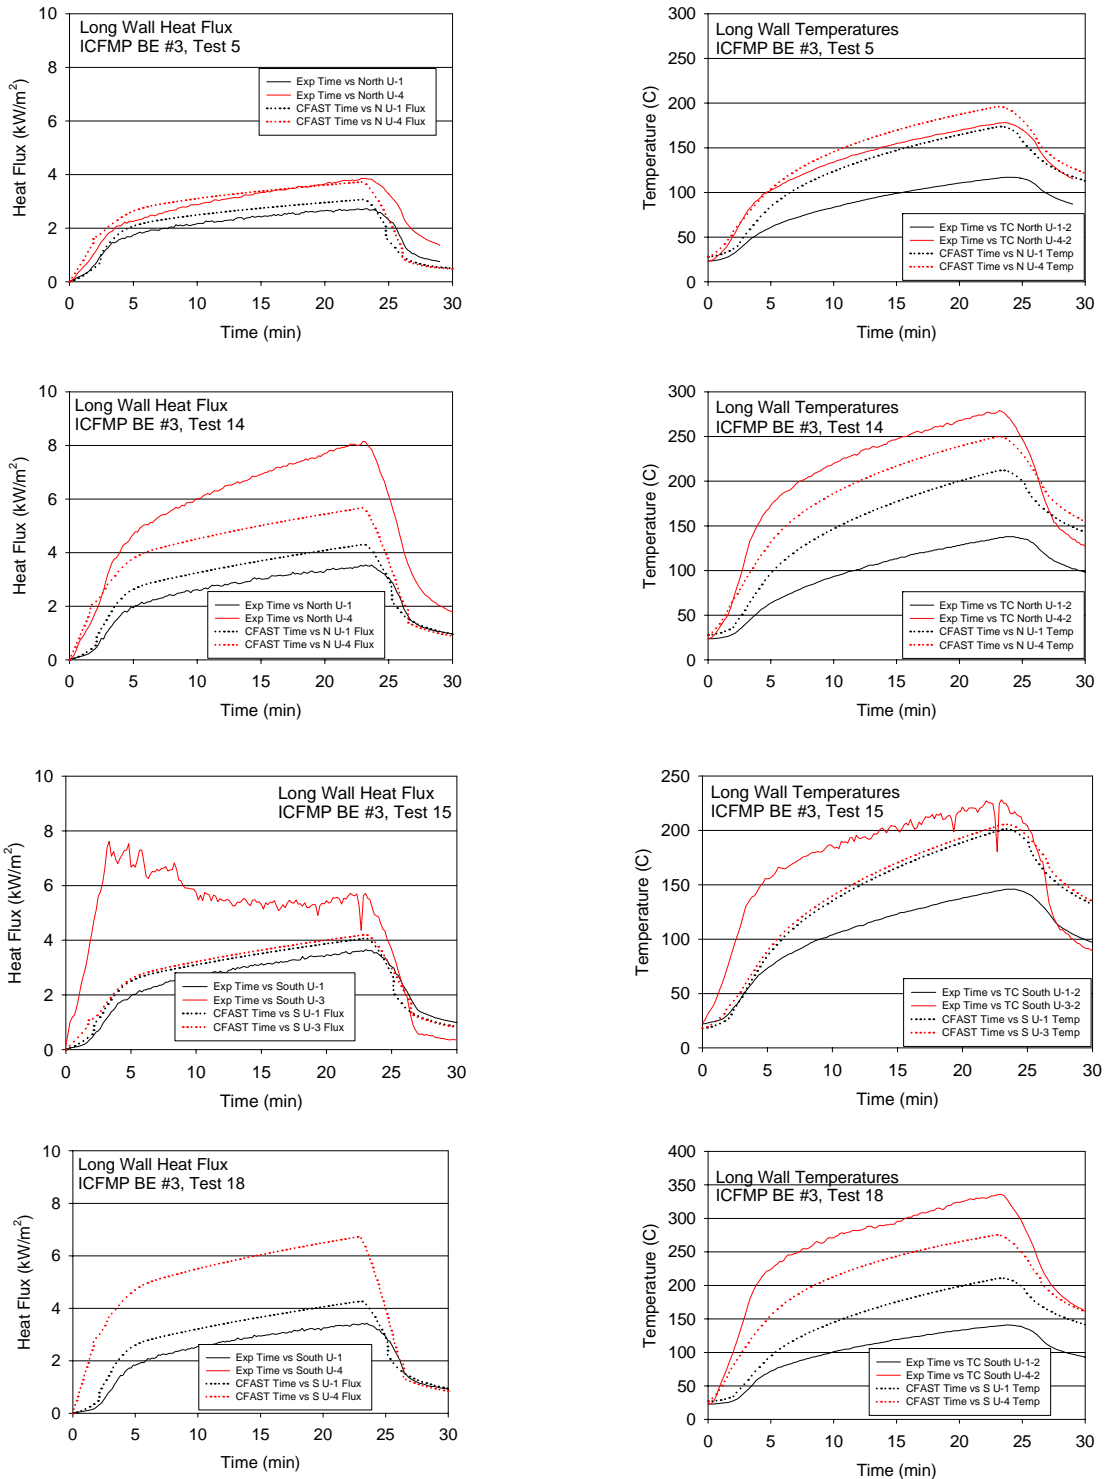 Long Wall Heat Flux
ICFMP BE #3, Test 5
Exp Time vs North U-1
Exp Time vs North U-4
CFAST Time vs N U-1 Flux
CFAST Time vs N U-4 Flux
Heat Flux (kW/m²)
10
8
6
4
2
0
0 5 10 15 20 25 30
Time (min)
Long Wall Temperatures
ICFMP BE #3, Test 5
Exp Time vs TC North U-1-2
Exp Time vs TC North U-4-2
CFAST Time vs N U-1 Temp
CFAST Time vs N U-4 Temp
Temperature (C)
300
250
200
150
100
50
0
0 5 10 15 20 25 30
Time (min)
Long Wall Heat Flux
ICFMP BE #3, Test 14
Exp Time vs North U-1
Exp Time vs North U-4
CFAST Time vs N U-1 Flux
CFAST Time vs N U-4 Flux
Heat Flux (kW/m²)
10
8
6
4
2
0
0 5 10 15 20 25 30
Time (min)
Long Wall Temperatures
ICFMP BE #3, Test 14
Exp Time vs TC North U-1-2
Exp Time vs TC North U-4-2
CFAST Time vs N U-1 Temp
CFAST Time vs N U-4 Temp
Temperature (C)
300
250
200
150
100
50
0
0 5 10 15 20 25 30
Time (min)
Long Wall Heat Flux
ICFMP BE #3, Test 15
Exp Time vs South U-1
Exp Time vs South U-3
CFAST Time vs S U-1 Flux
CFAST Time vs S U-3 Flux
Heat Flux (kW/m²)
10
8
6
4
2
0
0 5 10 15 20 25 30
Time (min)
Long Wall Temperatures
ICFMP BE #3, Test 15
Exp Time vs TC South U-1-2
Exp Time vs TC South U-3-2
CFAST Time vs S U-1 Temp
CFAST Time vs S U-3 Temp
Temperature (C)
250
200
150
100
50
0
0 5 10 15 20 25 30
Time (min)
Long Wall Heat Flux
ICFMP BE #3, Test 18
Exp Time vs South U-1
Exp Time vs South U-4
CFAST Time vs S U-1 Flux
CFAST Time vs S U-4 Flux
Heat Flux (kW/m²)
10
8
6
4
2
0
0 5 10 15 20 25 30
Time (min)
Long Wall Temperatures
ICFMP BE #3, Test 18
Exp Time vs TC South U-1-2
Exp Time vs TC South U-4-2
CFAST Time vs S U-1 Temp
CFAST Time vs S U-4 Temp
Temperature (C)
400
350
300
250
200
150
100
50
0
0 5 10 15 20 25 30
Time (min)